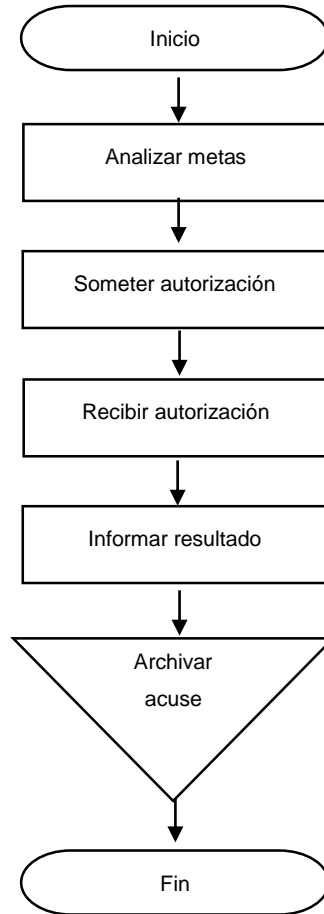 Inicio
Analizar metas
Someter autorización
Recibir autorización
Informar resultado
Archivar
acuse
Fin